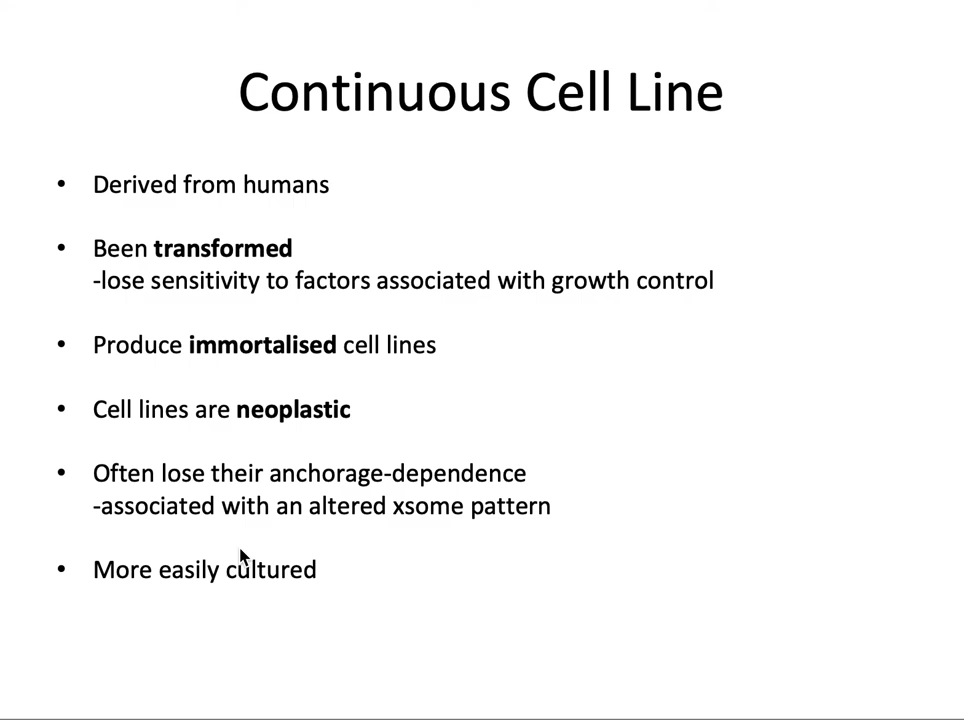 Continuous Cell Line
• Derived from humans
• Been transformed
-lose sensitivity to factors associated with growth control
• Produce immortalised cell lines
• Cell lines are neoplastic
• Often lose their anchorage-dependence
-associated with an altered xsome pattern
• More easily cultured